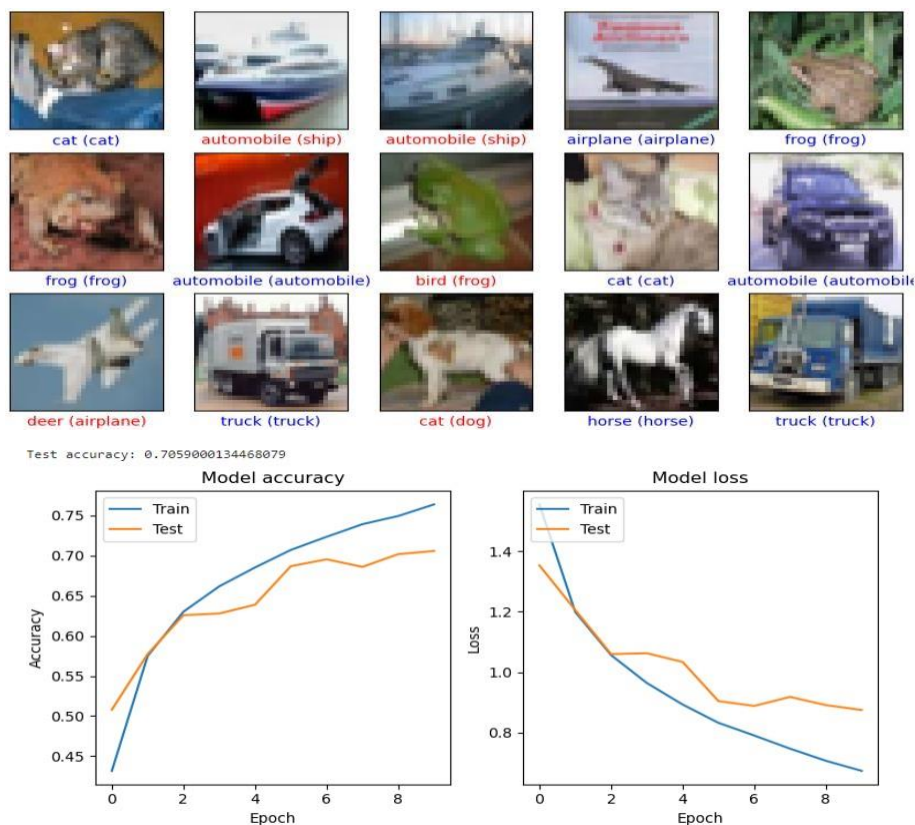 cat (cat)
automobile (ship)
automobile (ship)
airplane (airplane)
frog (frog)
frog (frog)
automobile (automobile)
bird (frog)
cat (cat)
automobile (automobile
deer (airplane)
truck (truck)
cat (dog)
horse (horse)
truck (truck)
Test accuracy: 0.7059000134468079
Model accuracy
Train
Test
0.75
0.70
0.65
0.60
0.55
0.50
0.45
Accuracy
0 2 4 6 8
Epoch
Model loss
Train
Test
1.4
1.2
1.0
0.8
Loss
0 2 4 6 8
Epoch